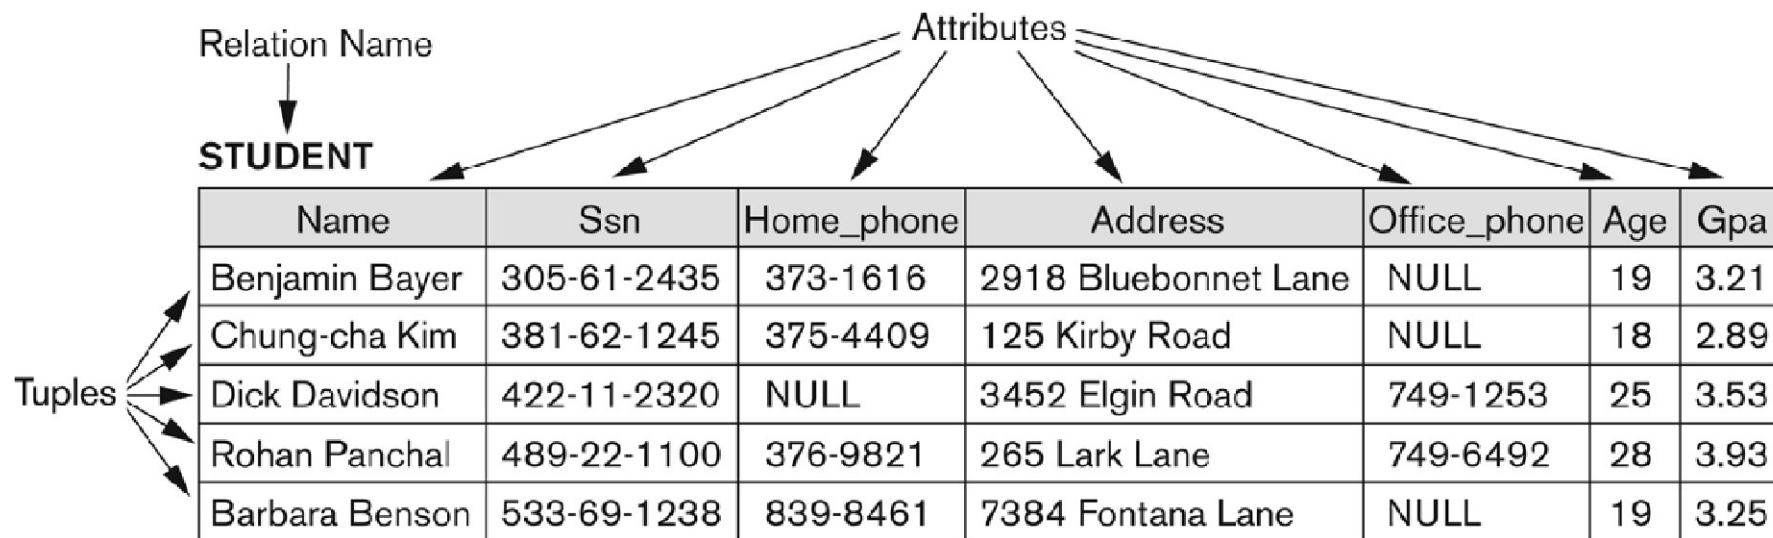 Attributes
Relation Name
STUDENT
Name Ssn Home_phone Address Office_phone Age Gpa
Benjamin Bayer 305-61-2435 373-1616 2918 Bluebonnet Lane NULL 19 3.21
Chung-cha Kim 381-62-1245 375-4409 125 Kirby Road NULL 18 2.89
Tuples Dick Davidson 422-11-2320 NULL 3452 Elgin Road 749-1253 25 3.53
Rohan Panchal 489-22-1100 376-9821 265 Lark Lane 749-6492 28 3.93
Barbara Benson 533-69-1238 839-8461 7384 Fontana Lane NULL 19 3.25